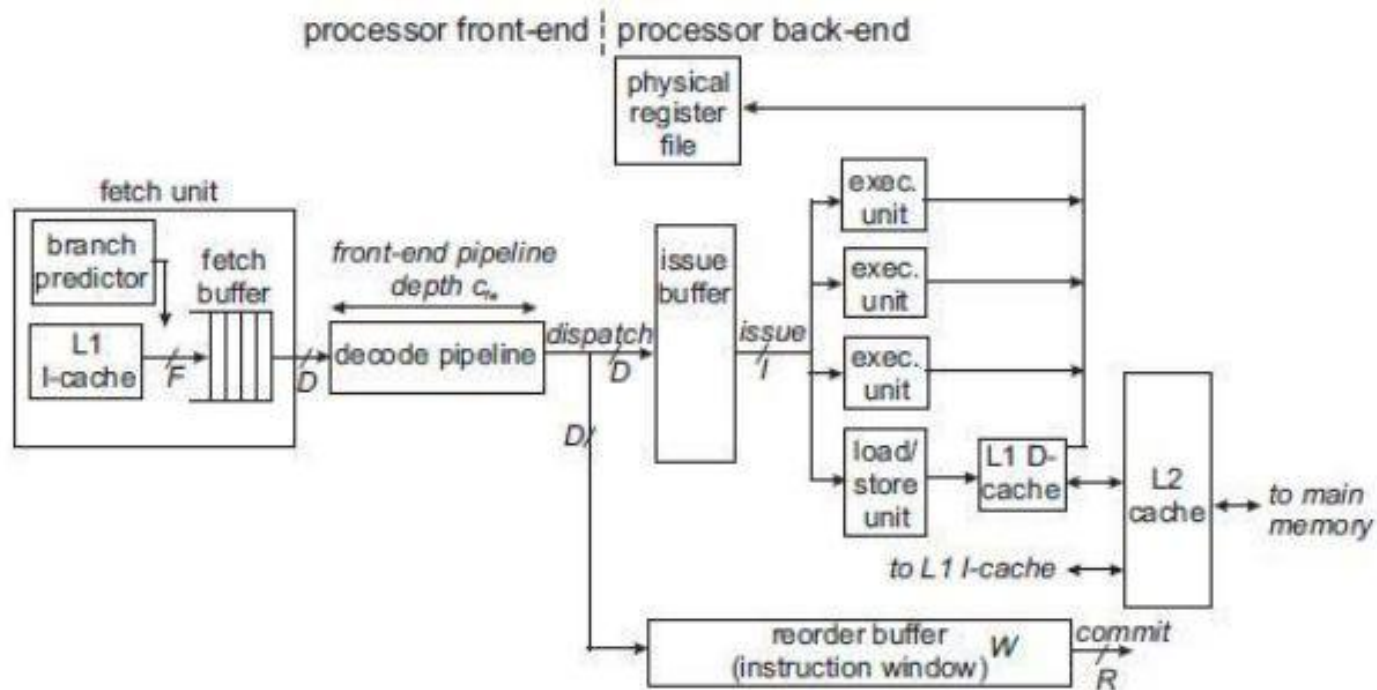 processor front-end
processor back-end
physical
register
file
fetch unit
branch
predictor
fetch
buffer
L1
I-cache
F
D
front-end pipeline
depth c_fe
decode pipeline
dispatch
D
D
issue
buffer
issue
I
exec.
unit
exec.
unit
exec.
unit
load/
store
unit
L1 D-
cache
L2
cache
to main
memory
to L1 I-cache
reorder buffer
(instruction window) W
commit
R